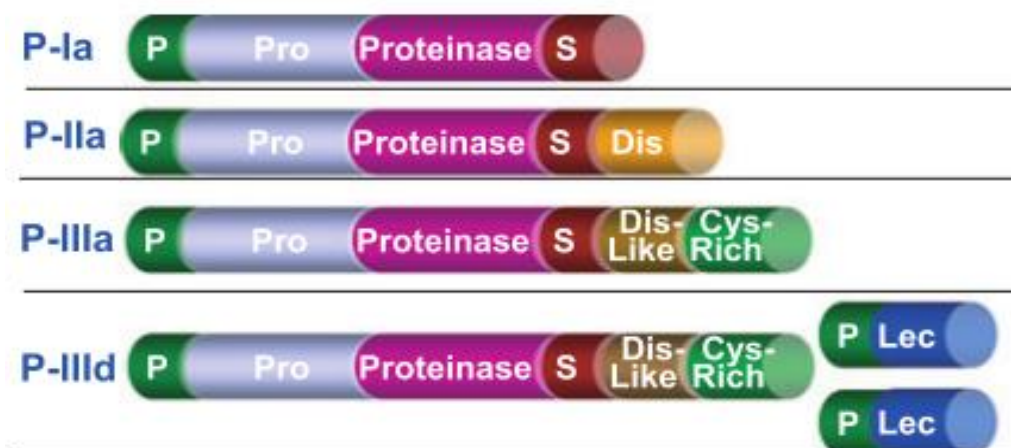 P-Ia P Pro Proteinase S
P-IIa P Pro Proteinase S Dis
P-IIIa P Pro Proteinase S Dis-Like Cys-Rich
P-IIId P Pro Proteinase S Dis-Like Cys-Rich P Lec
P Lec